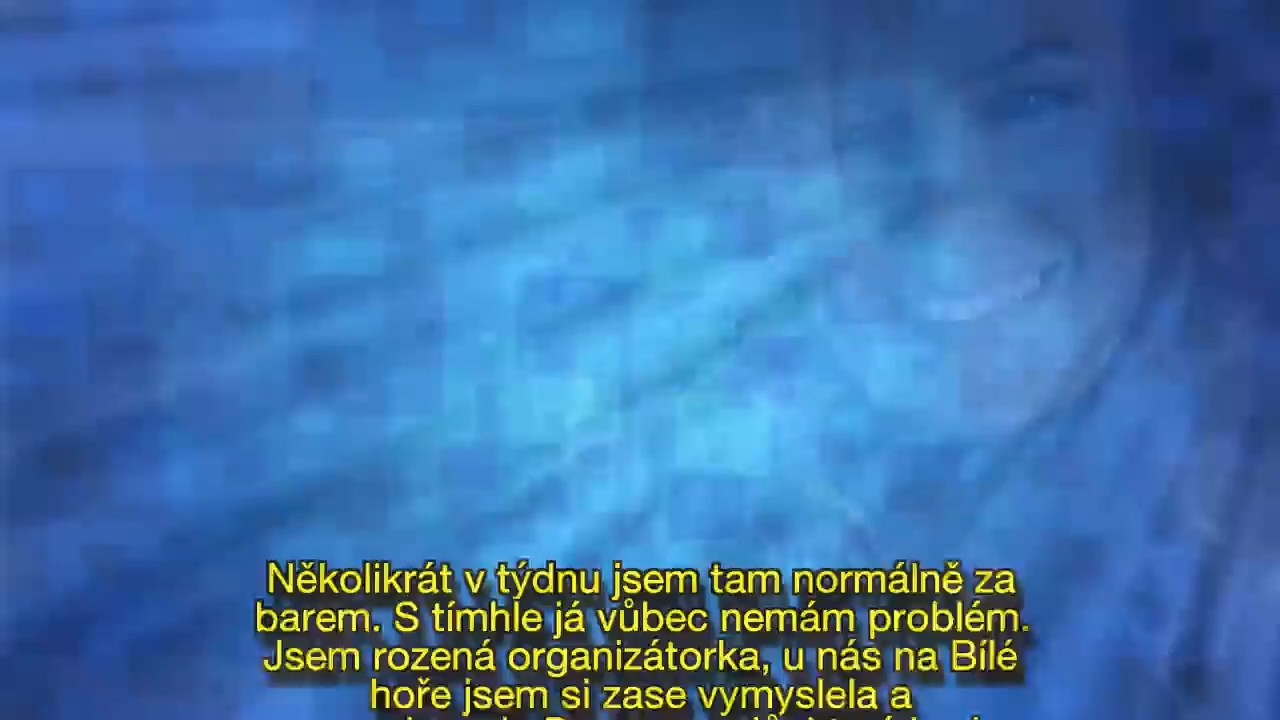 Několikrát v týdnu jsem tam normálně za
barem. S tímhle já vůbec nemám problém.
Jsem rozená organizátorka, u nás na Bílé
hoře jsem si zase vymyslela a